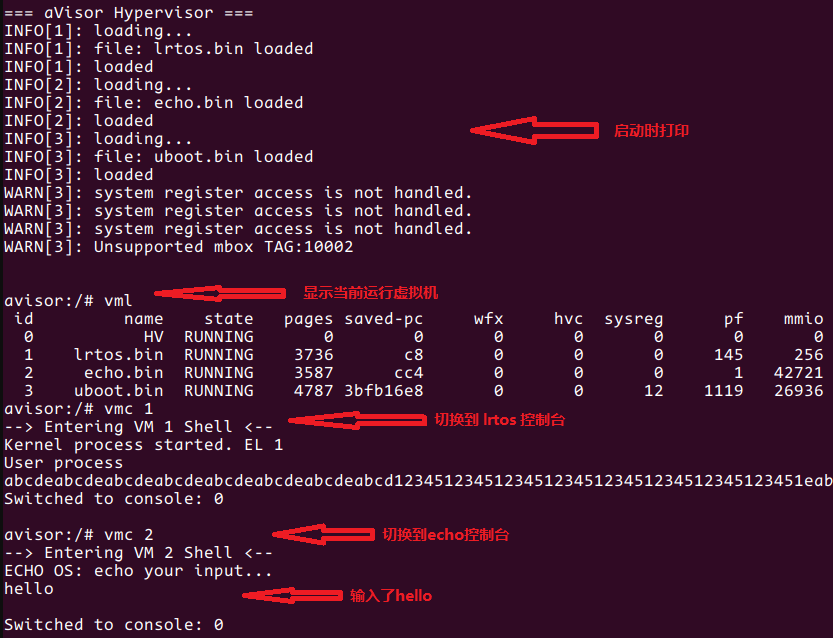 === aVisor Hypervisor ===
INFO[1]: loading...
INFO[1]: file: lrtos.bin loaded
INFO[1]: loaded
INFO[2]: loading...
INFO[2]: file: echo.bin loaded
INFO[2]: loaded
启动时打印
INFO[3]: loading...
INFO[3]: file: uboot.bin loaded
INFO[3]: loaded
WARN[3]: system register access is not handled.
WARN[3]: system register access is not handled.
WARN[3]: system register access is not handled.
WARN[3]: Unsupported mbox TAG:10002
avisor:/# vml
显示当前运行虚拟机
id name state pages saved-pc wfx hvc sysreg pf mmio
0 HV RUNNING 0 0 0 0 0 0 0
1 lrtos.bin RUNNING 3736 c8 0 0 0 145 256
2 echo.bin RUNNING 3587 cc4 0 0 0 1 42721
3 uboot.bin RUNNING 4787 3bfb16e8 0 0 12 1119 26936
avisor:/# vmc 1
--> Entering VM 1 Shell <--
切换到 lrtos 控制台
Kernel process started. EL 1
User process
abcdeabcdeabcdeabcdeabcdeabcdeabcdeabcd1234512345123451234512345123451234512345​1eab
Switched to console: 0
avisor:/# vmc 2
切换到echo控制台
--> Entering VM 2 Shell <--
ECHO OS: echo your input...
hello
输入了hello
Switched to console: 0